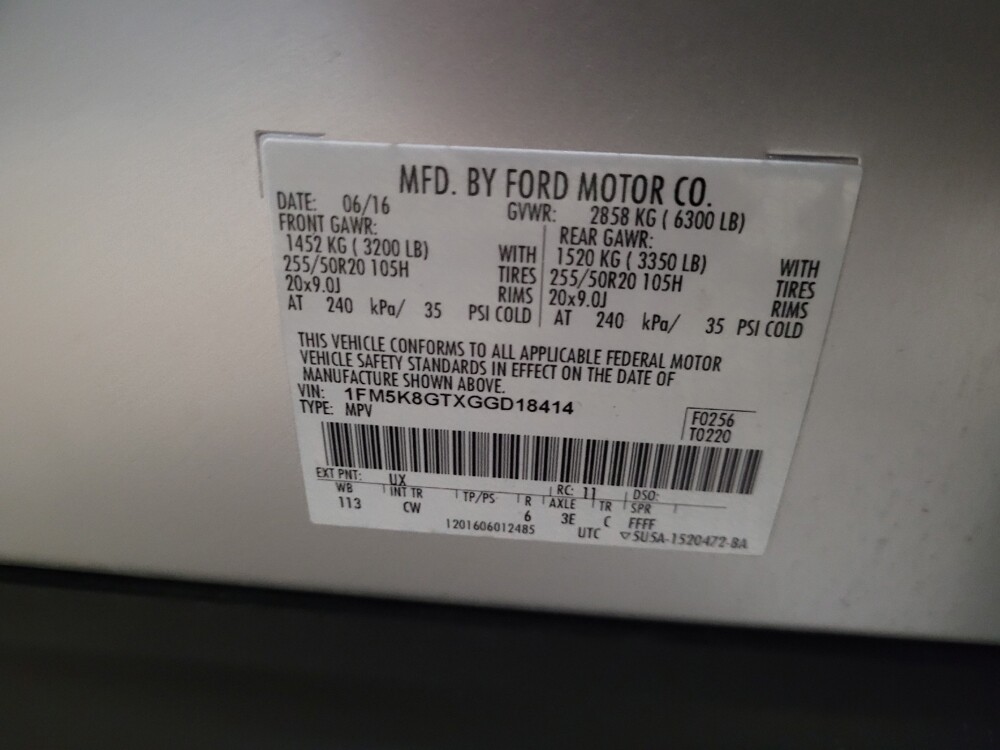 MFD. BY FORD MOTOR CO.
DATE: 06/16 GVWR: 2858 KG ( 6300 LB)
FRONT GAWR: REAR GAWR:
1452 KG ( 3200 LB) WITH 1520 KG ( 3350 LB) WITH
255/50R20 105H TIRES 255/50R20 105H TIRES
20x9.0J RIMS 20x9.0J RIMS
AT 240 kPa/ 35 PSI COLD AT 240 kPa/ 35 PSI COLD
THIS VEHICLE CONFORMS TO ALL APPLICABLE FEDERAL MOTOR
VEHICLE SAFETY STANDARDS IN EFFECT ON THE DATE OF
MANUFACTURE SHOWN ABOVE.
VIN: 1FM5K8GTXGGD18414
TYPE: MPV
F0256
T0220
EXT PNT: UX RC: 11 DSO:
WB INT TR TP/PS R AXLE TR SPR
113 CW 6 3E C FFFF
1201606012485 UTC ▽5U5A-1520472-BA